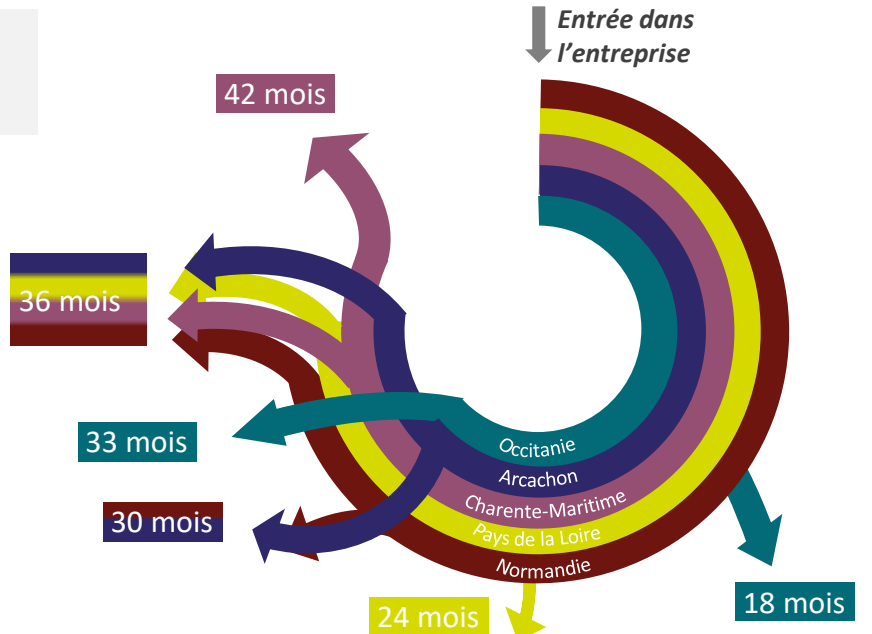 Entrée dans
l’entreprise
42 mois
36 mois
33 mois
30 mois
24 mois
18 mois
Occitanie
Arcachon
Charente-Maritime
Pays de la Loire
Normandie